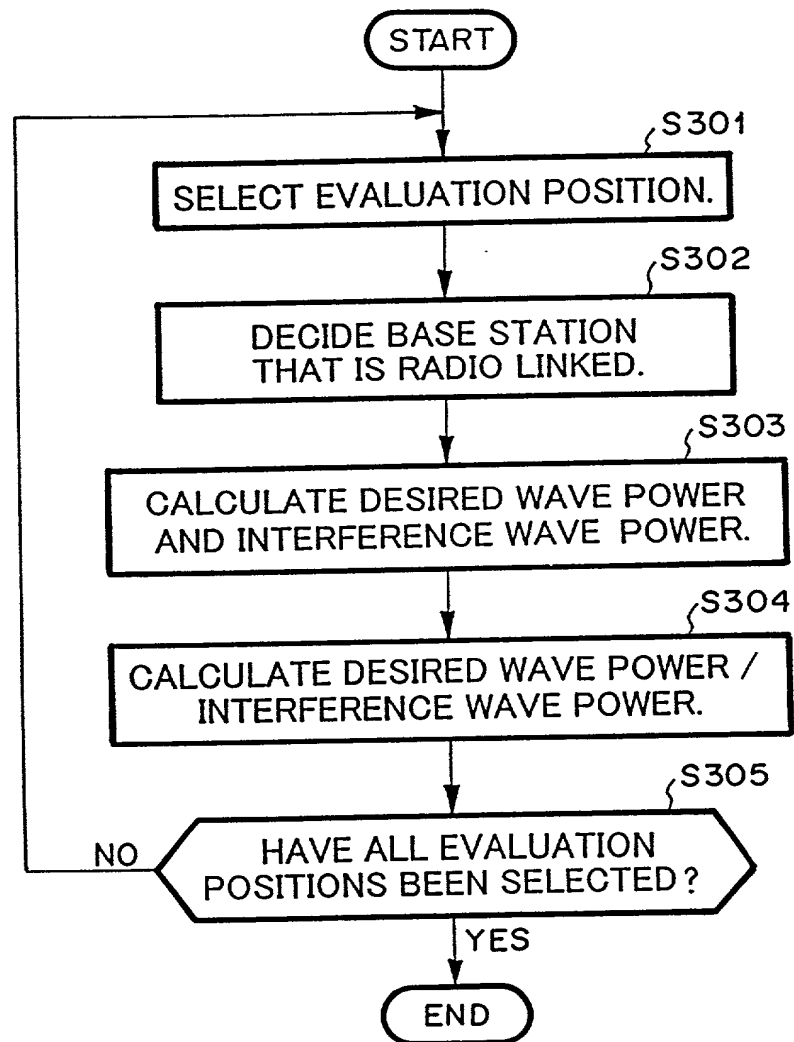 START
S301
SELECT EVALUATION POSITION.
S302
DECIDE BASE STATION
THAT IS RADIO LINKED.
S303
CALCULATE DESIRED WAVE POWER
AND INTERFERENCE WAVE POWER.
S304
CALCULATE DESIRED WAVE POWER /
INTERFERENCE WAVE POWER.
S305
HAVE ALL EVALUATION
POSITIONS BEEN SELECTED?
NO
YES
END